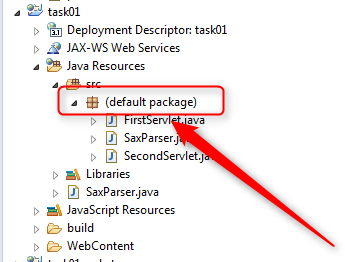 task01
Deployment Descriptor: task01
JAX-WS Web Services
Java Resources
src
(default package)
FirstServlet.java
SaxParser.java
SecondServlet.java
Libraries
SaxParser.java
JavaScript Resources
build
WebContent